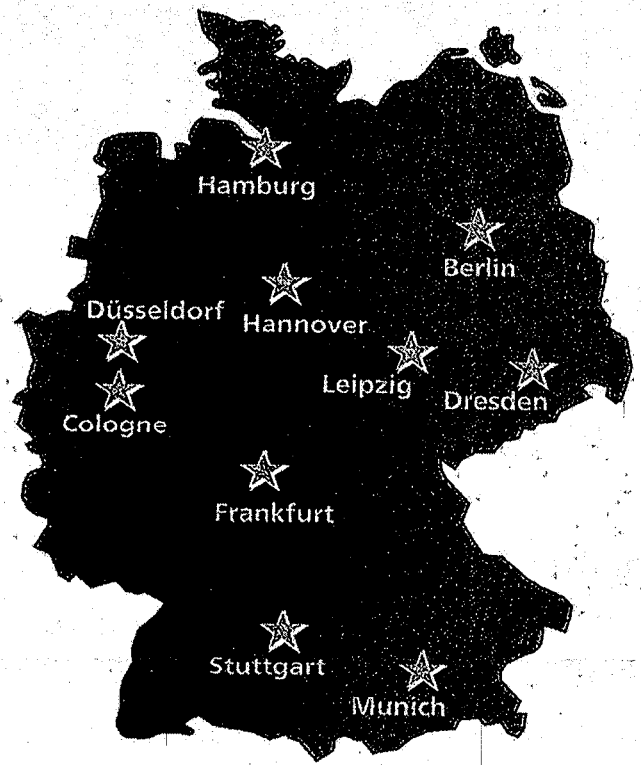 Hamburg
Berlin
Düsseldorf
Hannover
Leipzig
Dresden
Cologne
Frankfurt
Stuttgart
Munich